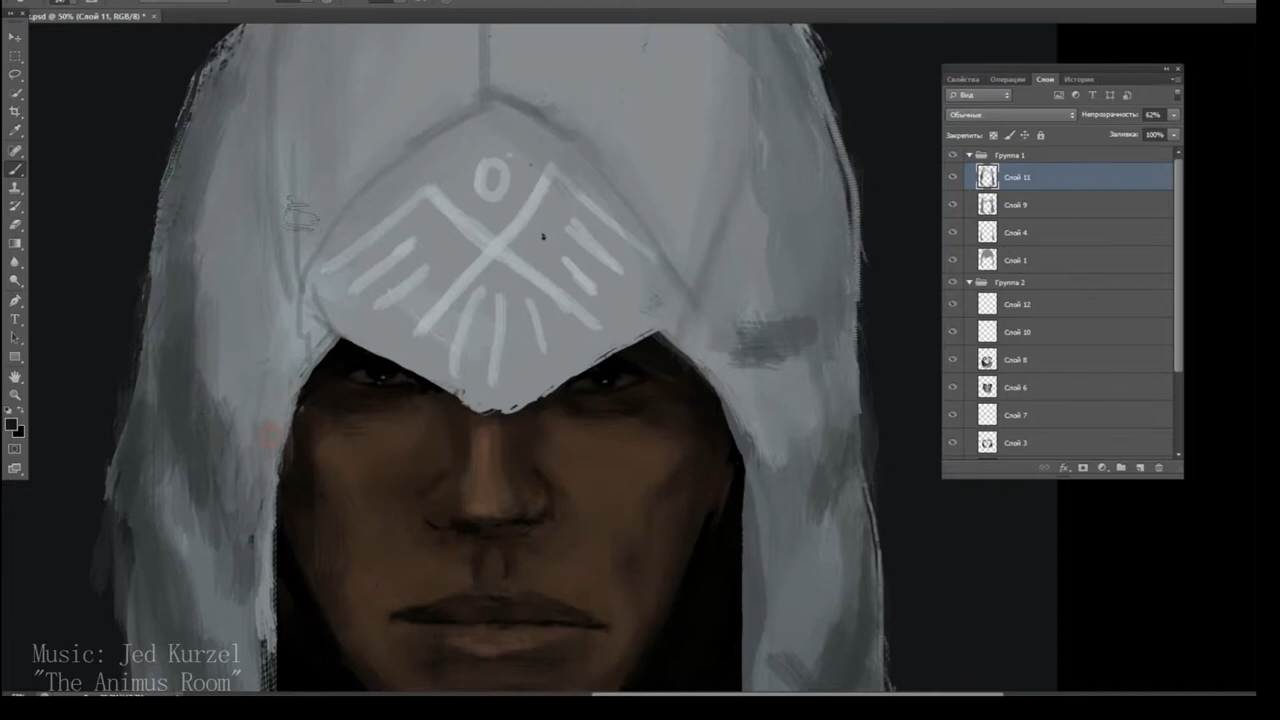 .psd @ 50% (Слой 11, RGB/8) * ×
Свойства Операции Слои История
Вид
Обычные Непрозрачность: 62%
Закрепить: Заливка: 100%
Группа 1
Слой 11
Слой 9
Слой 4
Слой 1
Группа 2
Слой 12
Слой 10
Слой 8
Слой 6
Слой 7
Слой 3
Music: Jed Kurzel
"The Animus Room"